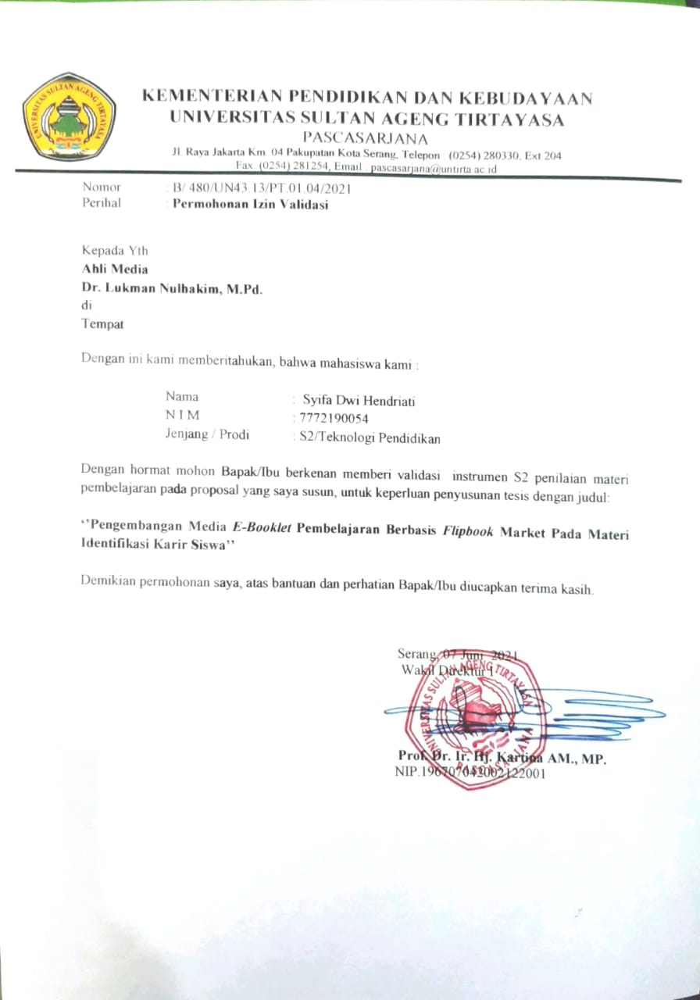 UNIVERSITAS SULTAN AGENG TIRTAYASA
KEMENTERIAN PENDIDIKAN DAN KEBUDAYAAN
UNIVERSITAS SULTAN AGENG TIRTAYASA
PASCASARJANA
Jl. Raya Jakarta Km. 04 Pakupatan Kota Serang, Telepon : (0254) 280330, Ext 204
Fax. (0254) 281254, Email : pascasarjana@untirta.ac.id
Nomor : B/ 480/UN43.13/PT.01.04/2021
Perihal : Permohonan Izin Validasi
Kepada Yth
Ahli Media
Dr. Lukman Nulhakim, M.Pd.
di
Tempat
Dengan ini kami memberitahukan, bahwa mahasiswa kami :
Nama : Syifa Dwi Hendriati
N I M : 7772190054
Jenjang / Prodi : S2/Teknologi Pendidikan
Dengan hormat mohon Bapak/Ibu berkenan memberi validasi instrumen S2 penilaian materi
pembelajaran pada proposal yang saya susun, untuk keperluan penyusunan tesis dengan judul:
‘’Pengembangan Media E-Booklet Pembelajaran Berbasis Flipbook Market Pada Materi
Identifikasi Karir Siswa’’
Demikian permohonan saya, atas bantuan dan perhatian Bapak/Ibu diucapkan terima kasih.
Serang, 07 Juni 2021
Wakil Direktur I
UNIVERSITAS SULTAN AGENG TIRTAYASA
PASCASARJANA
Prof. Dr. Ir. Hj. Kartina AM., MP.
NIP.196707042002122001